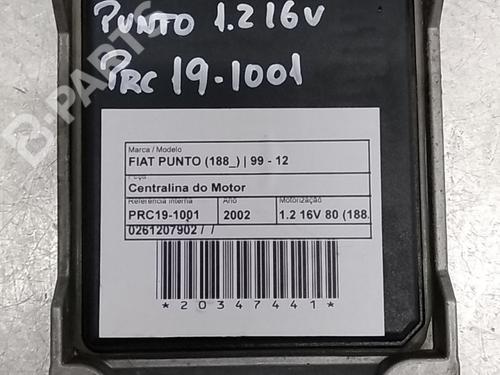 PUNTO 1.2 16V
PRC 19-1001
Marca / Modelo
FIAT PUNTO (188_) | 99 - 12
Peça
Centralina do Motor
Referência Interna Ano Motorização
PRC19-1001 2002 1.2 16V 80 (188.
0261207902 / /
*20347441*
B-PARTS